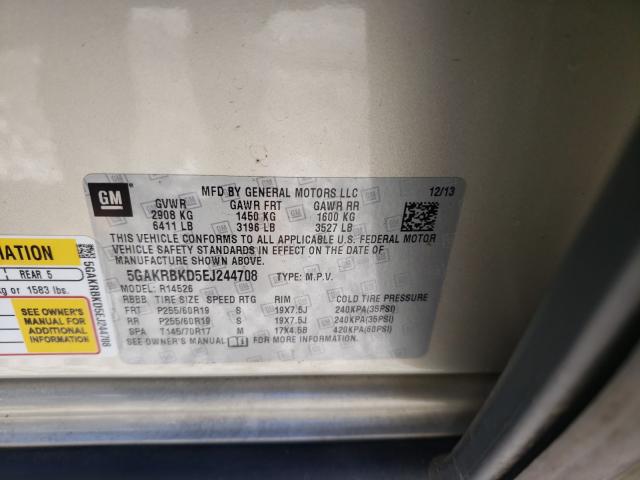 GM
MFD BY GENERAL MOTORS LLC 12/13
GVWR GAWR FRT GAWR RR
2908 KG 1450 KG 1600 KG
6411 LB 3196 LB 3527 LB
THIS VEHICLE CONFORMS TO ALL APPLICABLE U.S. FEDERAL MOTOR
VEHICLE SAFETY STANDARDS IN EFFECT ON THE DATE OF
MANUFACTURE SHOWN ABOVE.
5GAKRBKD5EJ244708 TYPE: M.P.V.
MODEL: R14526
RBBB TIRE SIZE SPEED RTG RIM COLD TIRE PRESSURE
FRT P255/60R19 S 19X7.5J 240KPA(35PSI)
RR P255/60R19 S 19X7.5J 240KPA(35PSI)
SPA T145/70R17 M 17X4.5B 420KPA(60PSI)
SEE OWNER'S MANUAL FOR MORE INFORMATION.
MATION
REAR 5
kg or 1583 lbs.
SEE OWNER'S
MANUAL FOR
ADDITIONAL
INFORMATION
5GAKRBKD5EJ244708